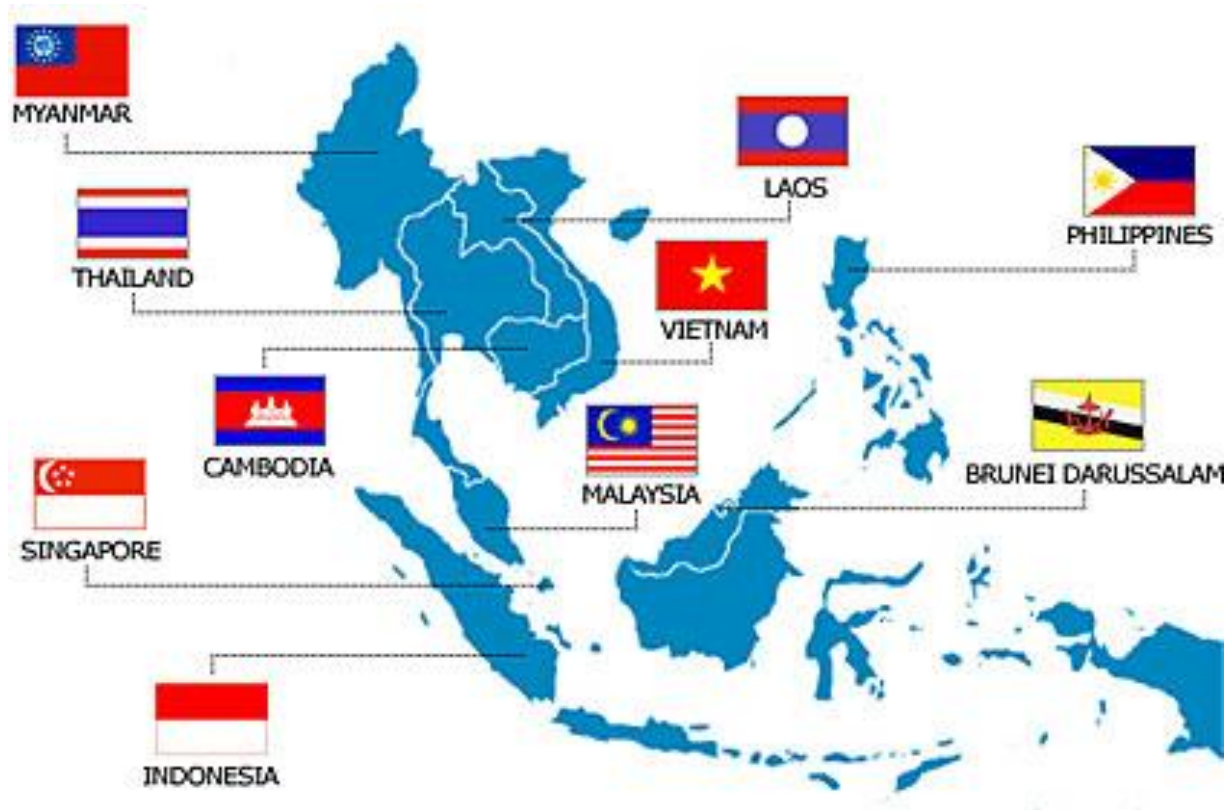 MYANMAR
LAOS
THAILAND
PHILIPPINES
VIETNAM
CAMBODIA
MALAYSIA
BRUNEI DARUSSALAM
SINGAPORE
INDONESIA